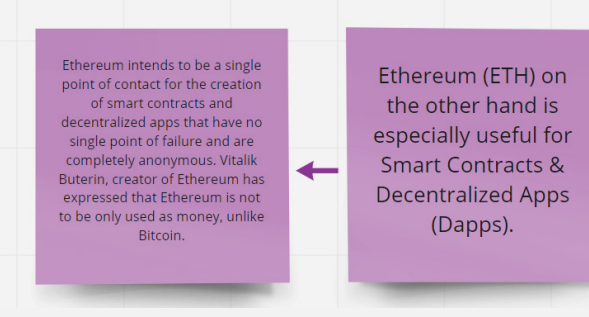 Ethereum intends to be a single
point of contact for the creation
of smart contracts and
decentralized apps that have no
single point of failure and are
completely anonymous. Vitalik
Buterin, creator of Ethereum has
expressed that Ethereum is not
to be only used as money, unlike
Bitcoin.
Ethereum (ETH) on
the other hand is
especially useful for
Smart Contracts &
Decentralized Apps
(Dapps).